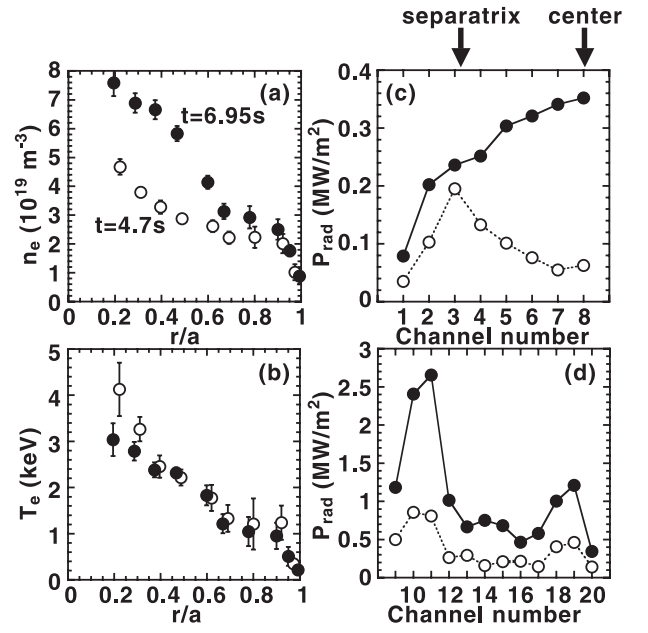 separatrix center
8
7
6
5
4
3
2
1
0
n_e (10^19 m^-3)
(a)
t=6.95s
t=4.7s
0 0.2 0.4 0.6 0.8 1
r/a
0.4
0.3
0.2
0.1
0
P_rad (MW/m^2)
(c)
1 2 3 4 5 6 7 8
Channel number
5
4
3
2
1
0
T_e (keV)
(b)
0 0.2 0.4 0.6 0.8 1
r/a
3
2.5
2
1.5
1
0.5
0
P_rad (MW/m^2)
(d)
10 12 14 16 18 20
Channel number